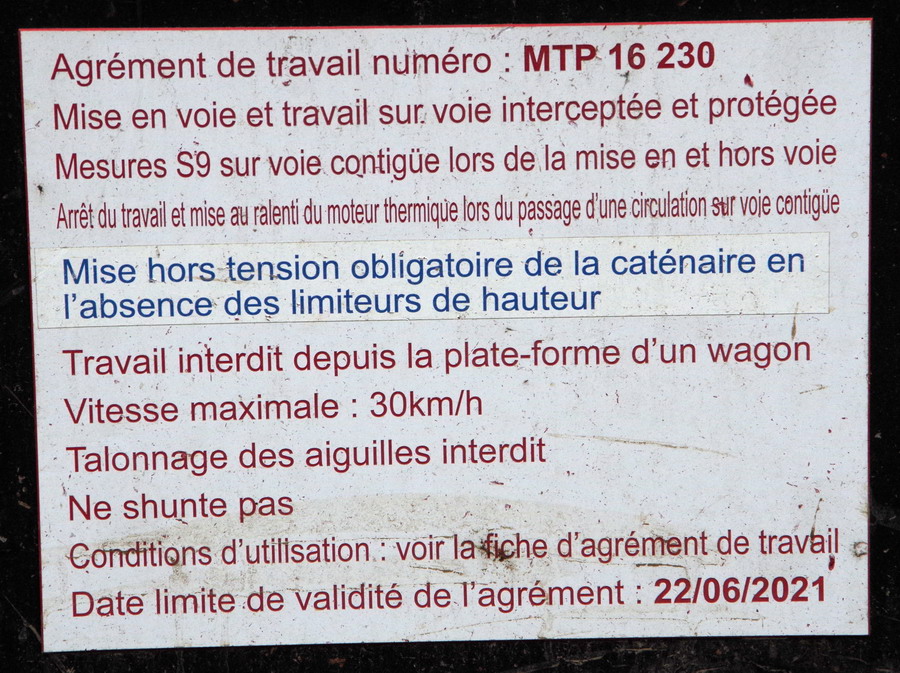 Agrément de travail numéro : MTP 16 230
Mise en voie et travail sur voie interceptée et protégée
Mesures S9 sur voie contigüe lors de la mise en et hors voie
Arrêt du travail et mise au ralenti du moteur thermique lors du passage d'une circulation sur voie contigüe
Mise hors tension obligatoire de la caténaire en
l'absence des limiteurs de hauteur
Travail interdit depuis la plate-forme d'un wagon
Vitesse maximale : 30km/h
Talonnage des aiguilles interdit
Ne shunte pas
Conditions d'utilisation : voir la fiche d'agrément de travail
Date limite de validité de l'agrément : 22/06/2021